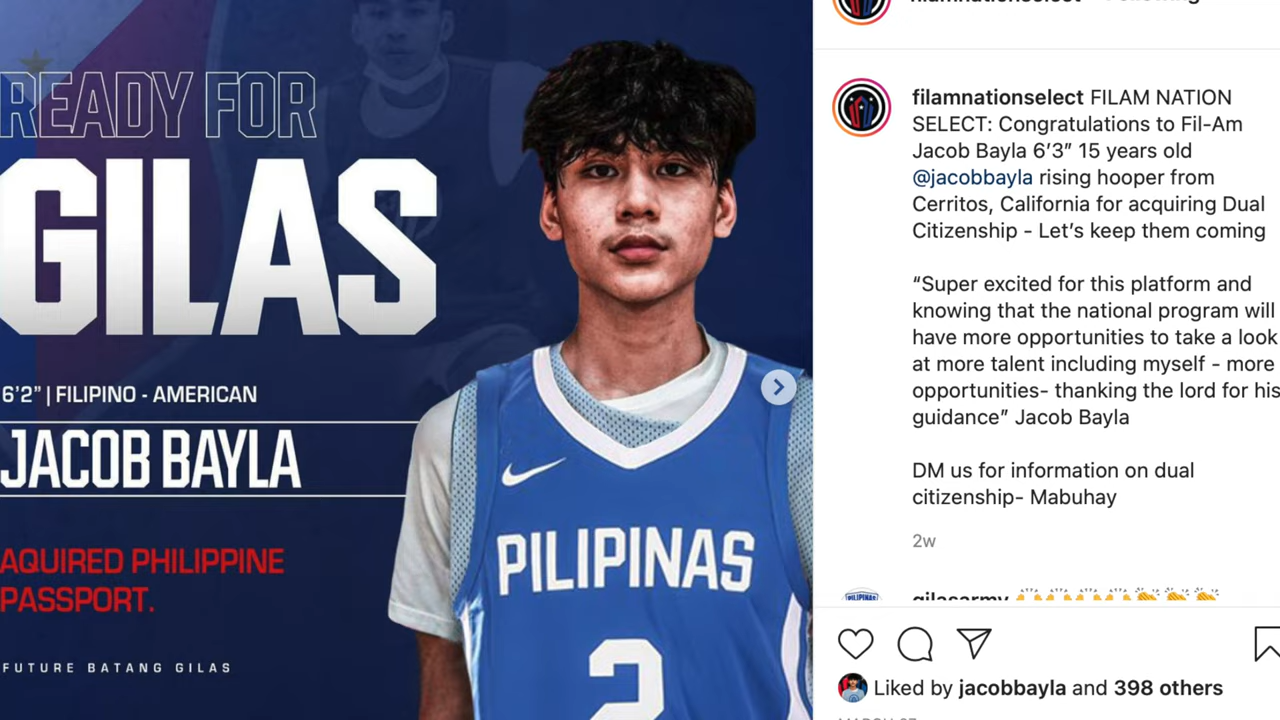 READY FOR
GILAS
6'2" | FILIPINO - AMERICAN
JACOB BAYLA
AQUIRED PHILIPPINE
PASSPORT.
FUTURE BATANG GILAS
PILIPINAS
2
filamnationselect FILAM NATION
SELECT: Congratulations to Fil-Am
Jacob Bayla 6’3” 15 years old
@jacobbayla rising hooper from
Cerritos, California for acquiring Dual
Citizenship - Let’s keep them coming
“Super excited for this platform and
knowing that the national program will
have more opportunities to take a look
at more talent including myself - more
opportunities- thanking the lord for his
guidance” Jacob Bayla
DM us for information on dual
citizenship- Mabuhay
2w
PILIPINAS
gilasarmy
Liked by jacobbayla and 398 others